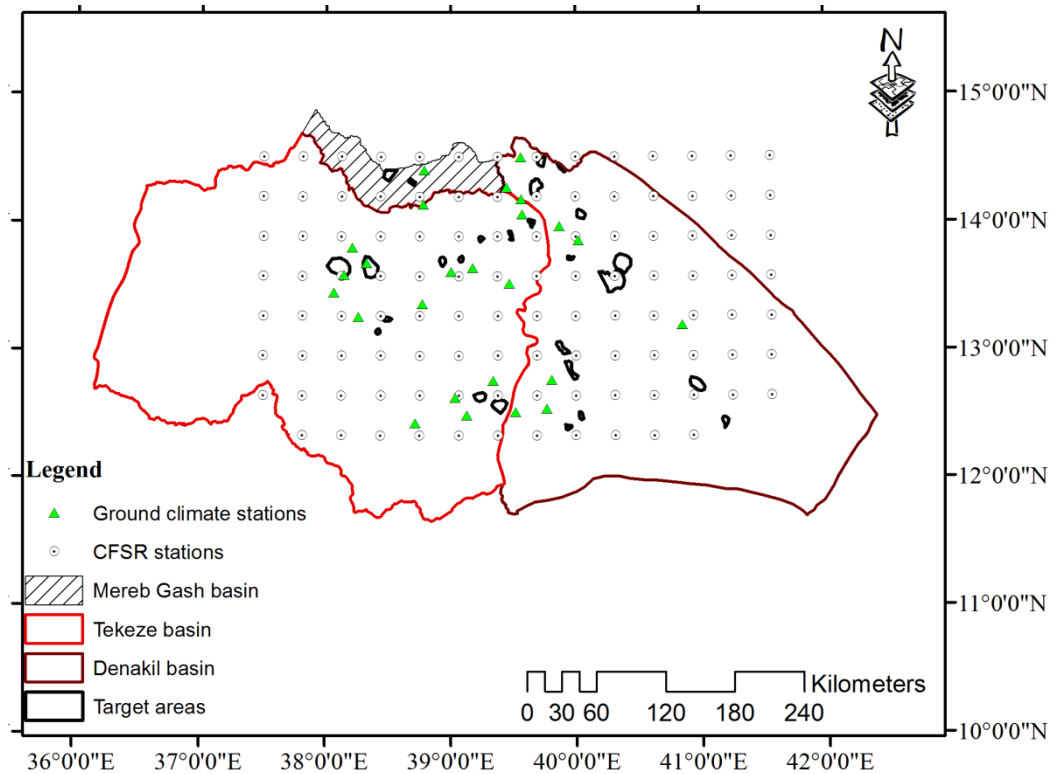 N
15°0'0"N
14°0'0"N
13°0'0"N
12°0'0"N
11°0'0"N
10°0'0"N
Legend
Ground climate stations
CFSR stations
Mereb Gash basin
Tekeze basin
Denakil basin
Target areas
Kilometers
0 30 60 120 180 240
36°0'0"E 37°0'0"E 38°0'0"E 39°0'0"E 40°0'0"E 41°0'0"E 42°0'0"E